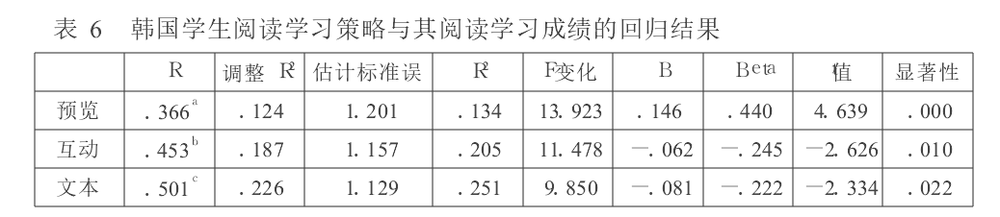 表 6 韩国学生阅读学习策略与其阅读学习成绩的回归结果
R 调整 R² 估计标准误 R² F变化 B Beta t值 显著性
预览 .366a .124 1.201 .134 13.923 .146 .440 4.639 .000
互动 .453b .187 1.157 .205 11.478 -.062 -.245 -2.626 .010
文本 .501c .226 1.129 .251 9.850 -.081 -.222 -2.334 .022